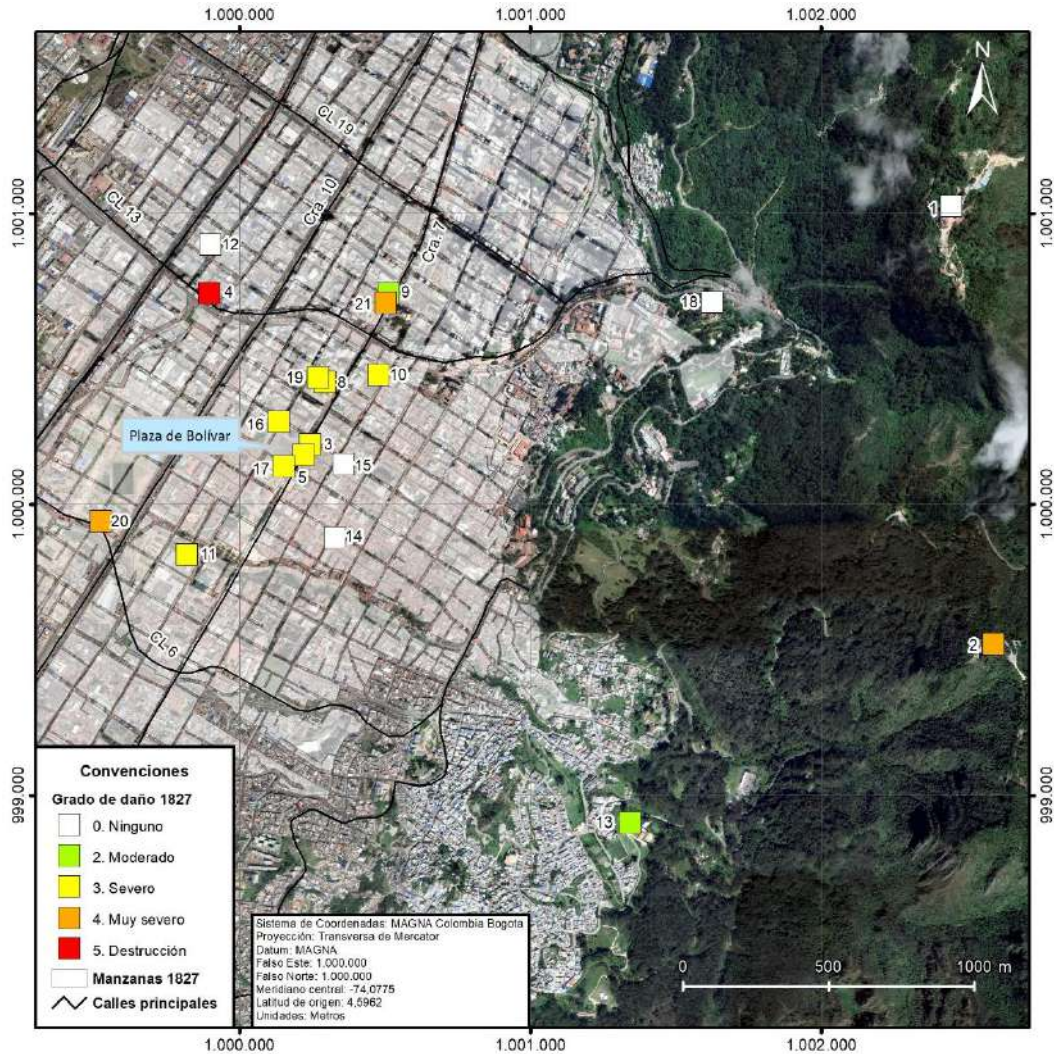 1.000.000 1.001.000 1.002.000
N
CL 19
CL 13
Cra. 10
Cra. 7
1.001.000 1.001.000
1
12
4
9
21
18
19
8
10
16
Plaza de Bolívar
3
15
17
5
1.000.000 1.000.000
20
14
11
2
CL 6
999.000 999.000
13
Convenciones
Grado de daño 1827
0. Ninguno
2. Moderado
3. Severo
4. Muy severo
5. Destrucción
Manzanas 1827
Calles principales
Sistema de Coordenadas: MAGNA Colombia Bogota
Proyección: Transversa de Mercator
Datum: MAGNA
Falso Este: 1.000.000
Falso Norte: 1.000.000
Meridiano central: -74,0775
Latitud de origen: 4,5962
Unidades: Metros
0 500 1000 m
1.000.000 1.001.000 1.002.000